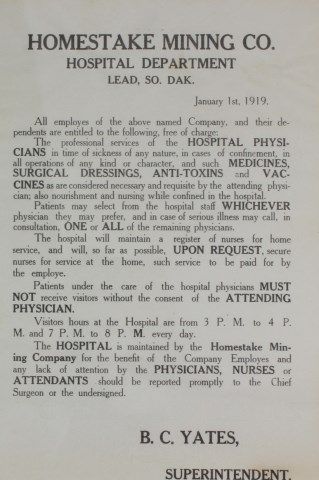 HOMESTAKE MINING CO.
HOSPITAL DEPARTMENT
LEAD, SO. DAK.
January 1st, 1919.
All employes of the above named Company, and their de-
pendents are entitled to the following, free of charge:
The professional services of the HOSPITAL PHYSI-
CIANS in time of sickness of any nature, in cases of confinement, in
all operations of any kind or character, and such MEDICINES,
SURGICAL DRESSINGS, ANTI-TOXINS and VAC-
CINES as are considered necessary and requisite by the attending physi-
cian; also nourishment and nursing while confined in the hospital.
Patients may select from the hospital staff WHICHEVER
physician they may prefer, and in case of serious illness may call, in
consultation, ONE or ALL of the remaining physicians.
The hospital will maintain a register of nurses for home
service, and will, so far as possible, UPON REQUEST, secure
nurses for service at the home, such service to be paid for by
the employe.
Patients under the care of the hospital physicians MUST
NOT receive visitors without the consent of the ATTENDING
PHYSICIAN.
Visitors hours at the Hospital are from 3 P. M. to 4 P.
M. and 7 P. M. to 8 P. M. every day.
The HOSPITAL is maintained by the Homestake Min-
ing Company for the benefit of the Company Employes and
any lack of attention by the PHYSICIANS, NURSES or
ATTENDANTS should be reported promptly to the Chief
Surgeon or the undersigned.
B. C. YATES,
SUPERINTENDENT.